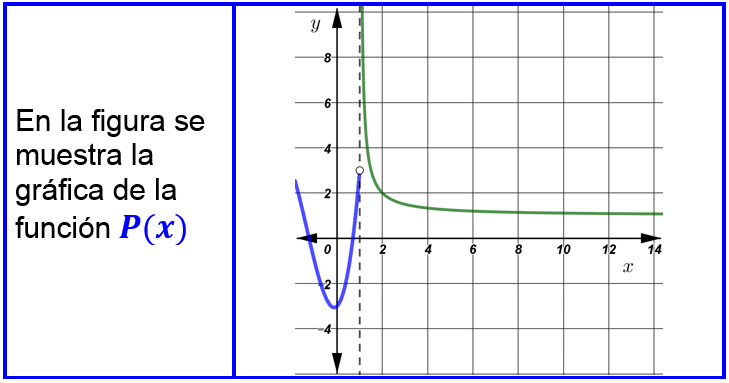 En la figura se
muestra la
gráfica de la
función P(x)
y
8
6
4
2
0 2 4 6 8 10 12 14
x
−2
−4